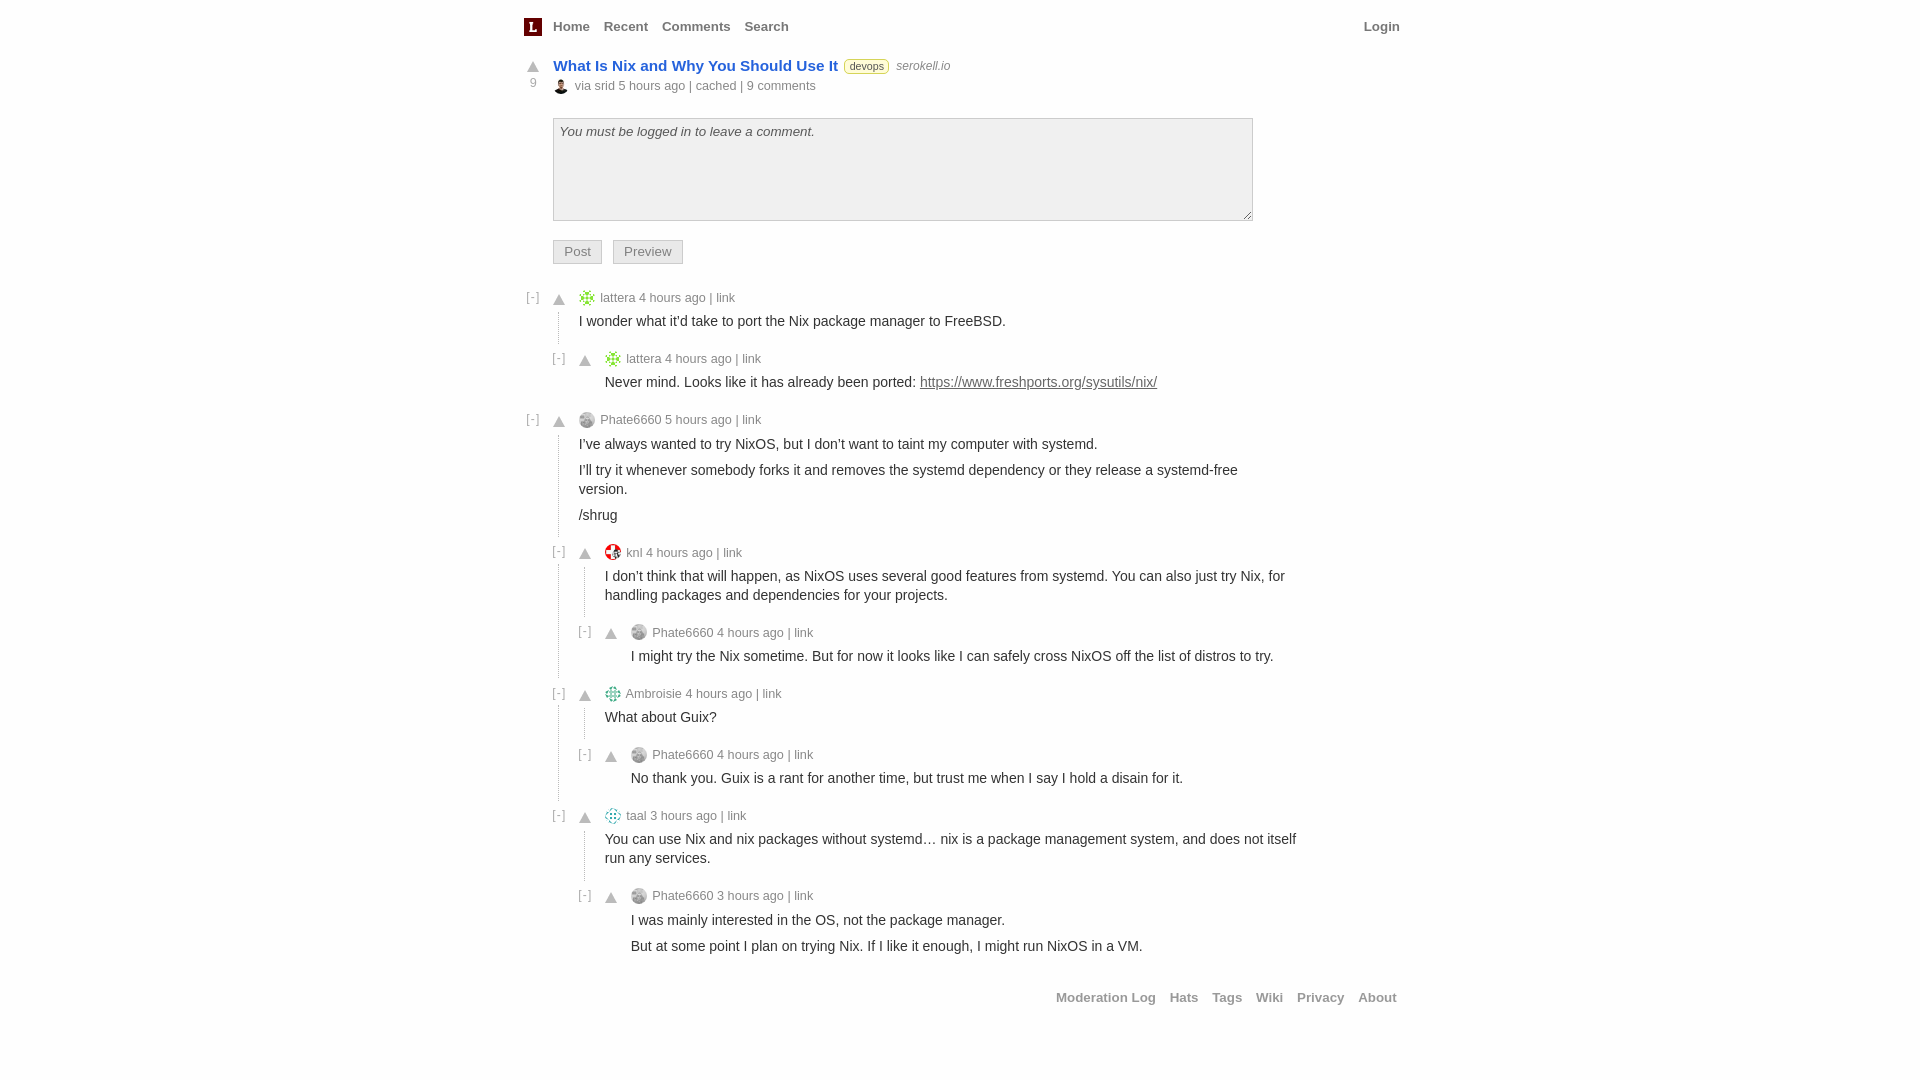 L Home Recent Comments Search Login
What Is Nix and Why You Should Use It devops serokell.io
9
via srid 5 hours ago | cached | 9 comments
You must be logged in to leave a comment.
Post Preview
[-] lattera 4 hours ago | link
I wonder what it’d take to port the Nix package manager to FreeBSD.
[-] lattera 4 hours ago | link
Never mind. Looks like it has already been ported: https://www.freshports.org/sysutils/nix/
[-] Phate6660 5 hours ago | link
I’ve always wanted to try NixOS, but I don’t want to taint my computer with systemd.
I’ll try it whenever somebody forks it and removes the systemd dependency or they release a systemd-free
version.
/shrug
[-] knl 4 hours ago | link
I don’t think that will happen, as NixOS uses several good features from systemd. You can also just try Nix, for
handling packages and dependencies for your projects.
[-] Phate6660 4 hours ago | link
I might try the Nix sometime. But for now it looks like I can safely cross NixOS off the list of distros to try.
[-] Ambroisie 4 hours ago | link
What about Guix?
[-] Phate6660 4 hours ago | link
No thank you. Guix is a rant for another time, but trust me when I say I hold a disain for it.
[-] taal 3 hours ago | link
You can use Nix and nix packages without systemd… nix is a package management system, and does not itself
run any services.
[-] Phate6660 3 hours ago | link
I was mainly interested in the OS, not the package manager.
But at some point I plan on trying Nix. If I like it enough, I might run NixOS in a VM.
Moderation Log Hats Tags Wiki Privacy About